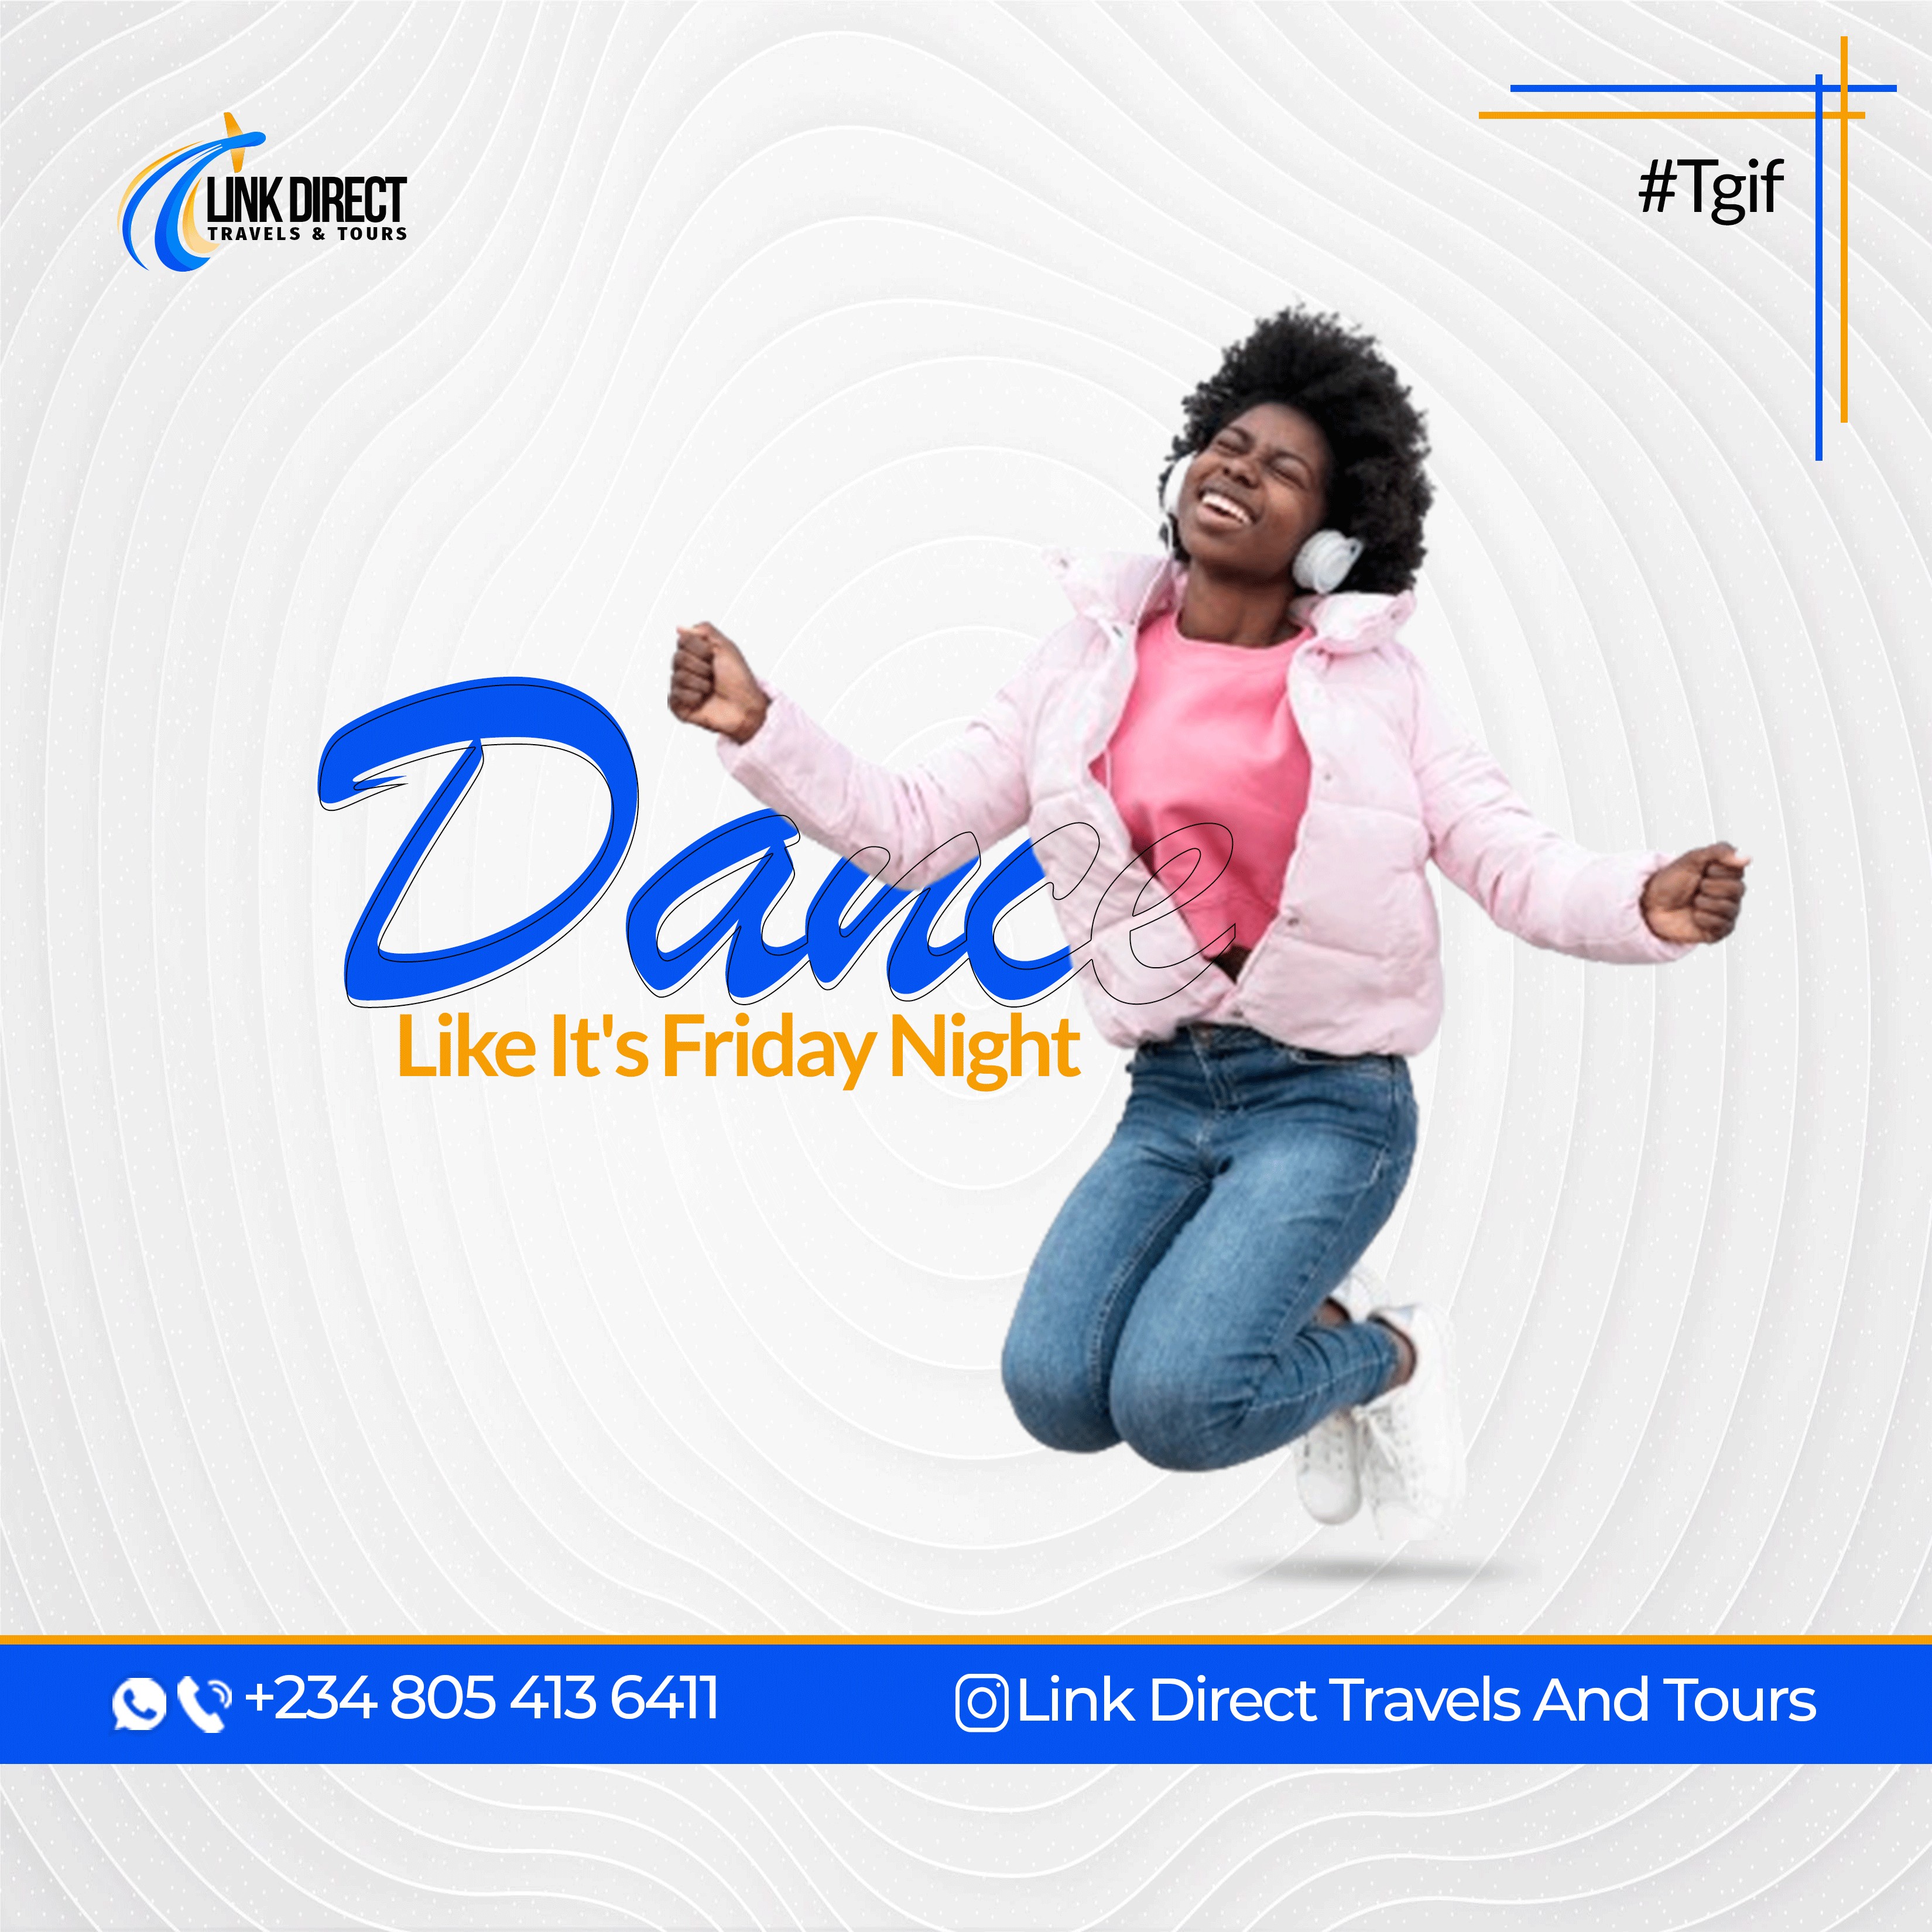 LINK DIRECT
TRAVELS & TOURS
#Tgif
Dance
Like It's Friday Night
+234 805 413 6411
Link Direct Travels And Tours